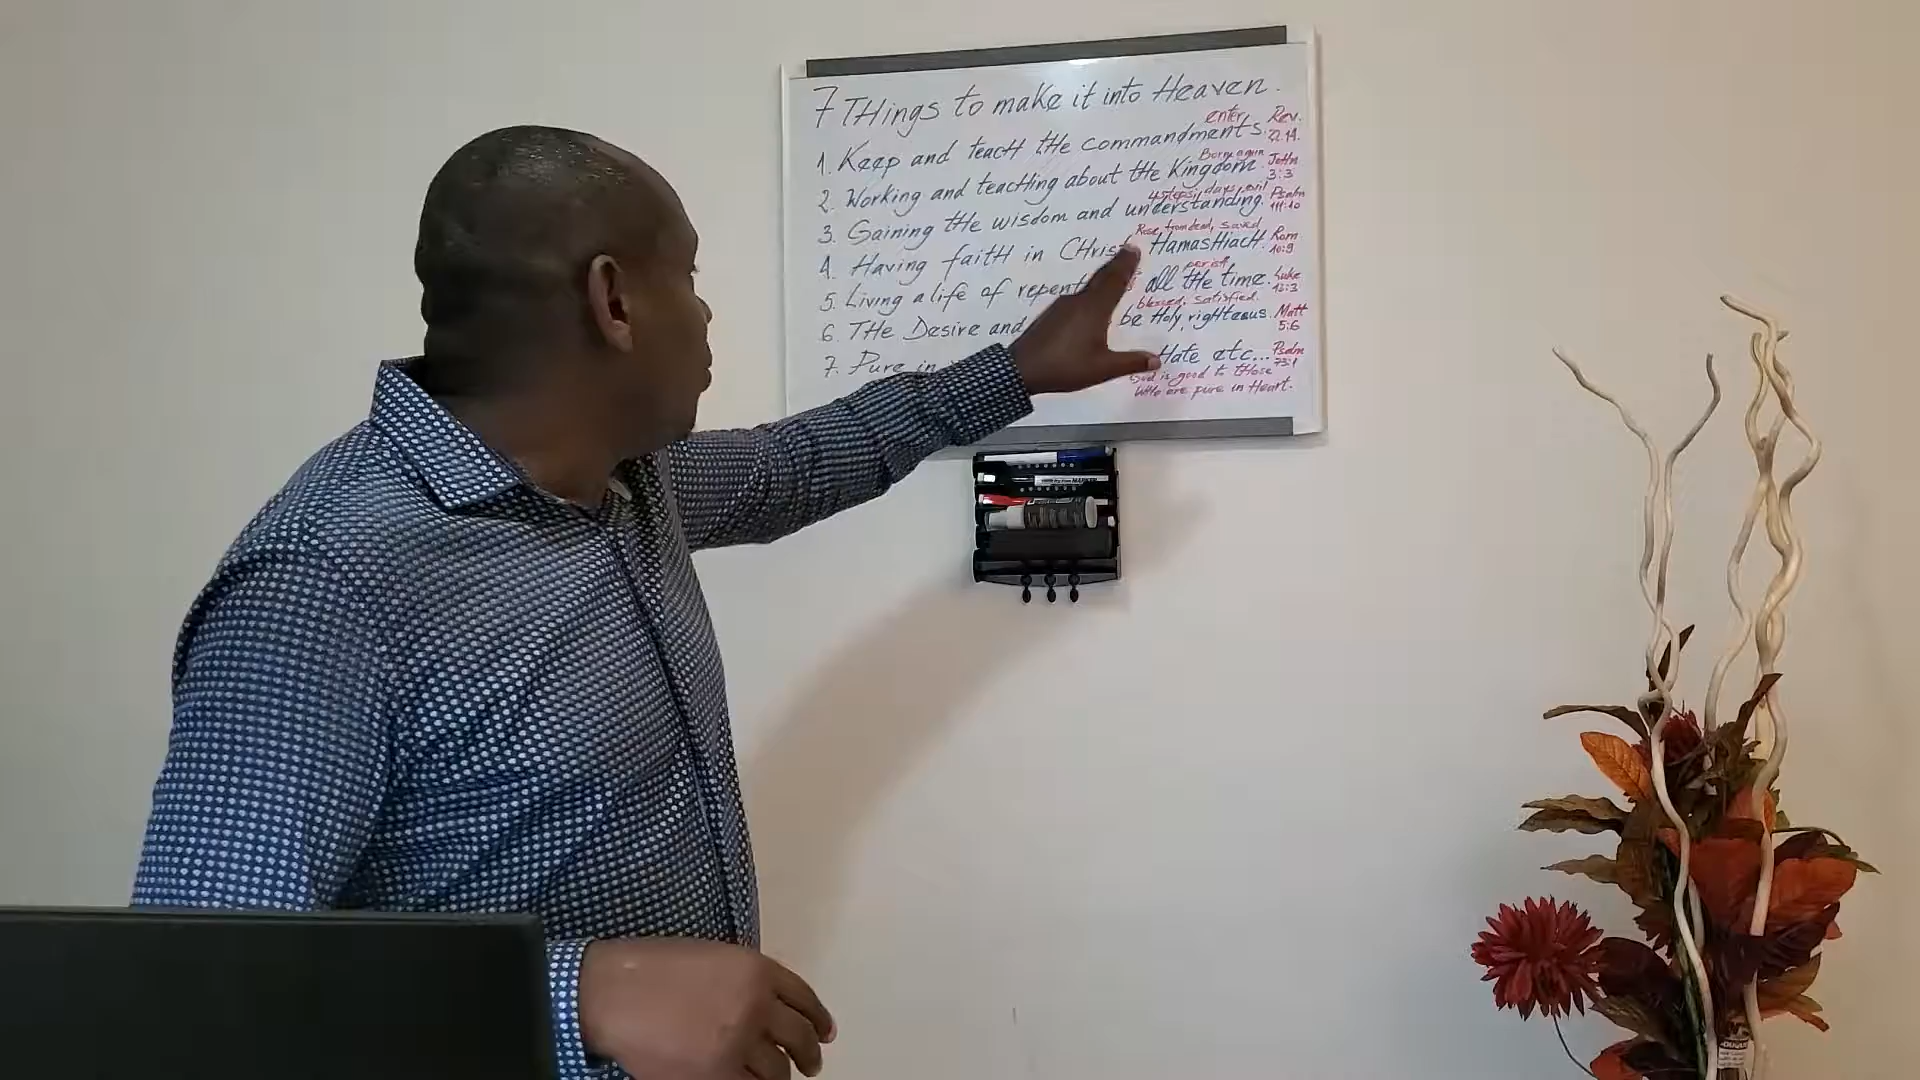 7 THings to make it into Heaven.
enter Rev.
1. Keep and teacH tHe commandments. 22:14.
Born again JoHn
2. Working and teacHing about tHe Kingdom. 3:3
days, evil Psalm
3. Gaining tHe wisdom and understanding. 111:10
Rose from dead, saved Rom
4. Having faitH in CHrist HamasHiacH. 10:9
perish Luke
5. Living a life of all tHe time. 13:3
blessed, satisfied. Matt
6. THe Desire and be Holy, rigHteous. 5:6
7. Pure in Hate etc... Psalm
73:1
God is good to tHose
wHo are pure in Heart.